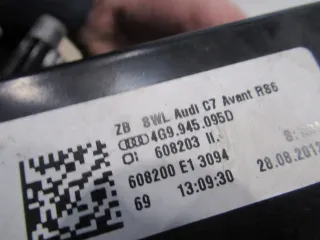 ZB 8WL Audi C7 Avant RS6
4G9.945.095D
608203 II.
608200 E1 3094
69 13:09:30
28.08.201